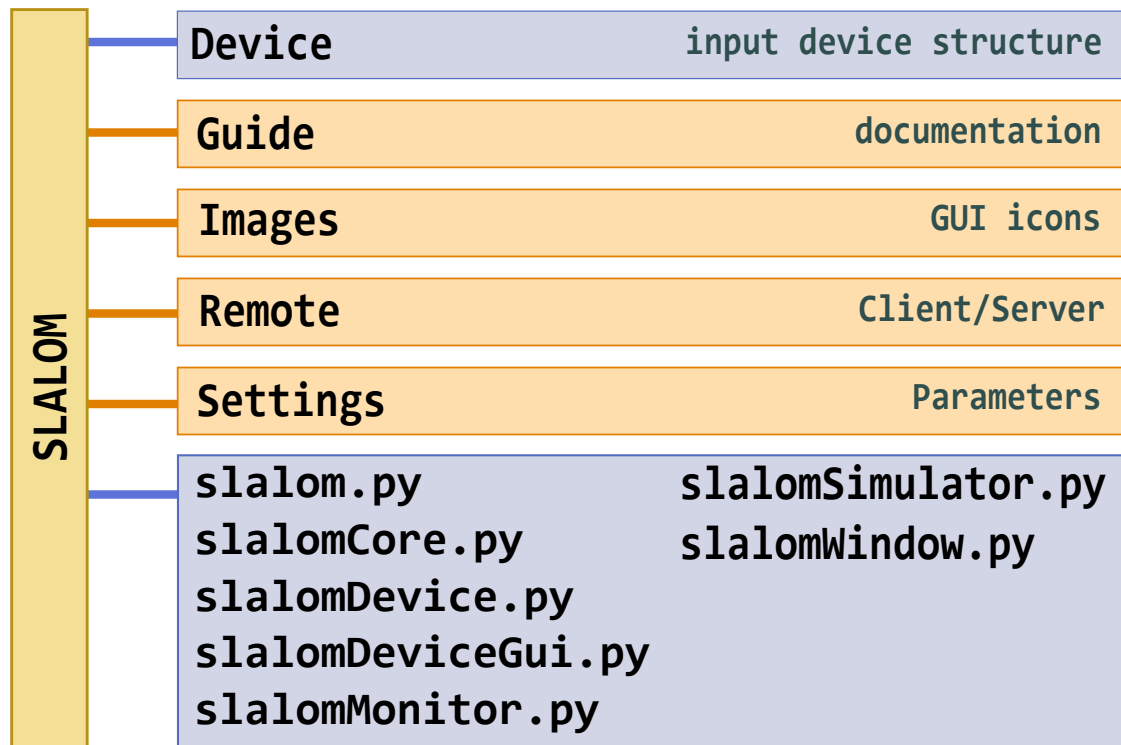 SLALOM
Device input device structure
Guide documentation
Images GUI icons
Remote Client/Server
Settings Parameters
slalom.py
slalomCore.py
slalomDevice.py
slalomDeviceGui.py
slalomMonitor.py
slalomSimulator.py
slalomWindow.py